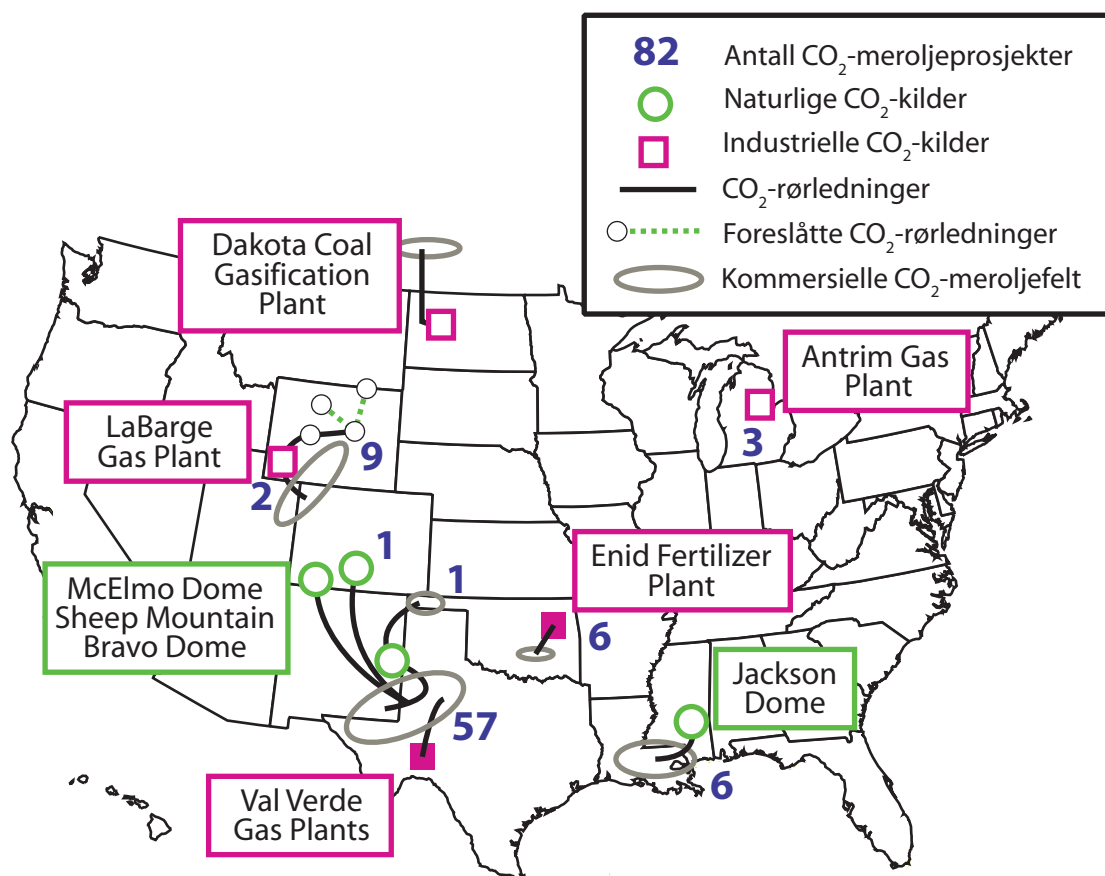 82 Antall CO₂-meroljeprosjekter
Naturlige CO₂-kilder
Industrielle CO₂-kilder
CO₂-rørledninger
Foreslåtte CO₂-rørledninger
Kommersielle CO₂-meroljefelt
Dakota Coal
Gasification
Plant
Antrim Gas
Plant
3
LaBarge
Gas Plant
9
2
1
1
McElmo Dome
Sheep Mountain
Bravo Dome
Enid Fertilizer
Plant
6
Jackson
Dome
57
6
Val Verde
Gas Plants